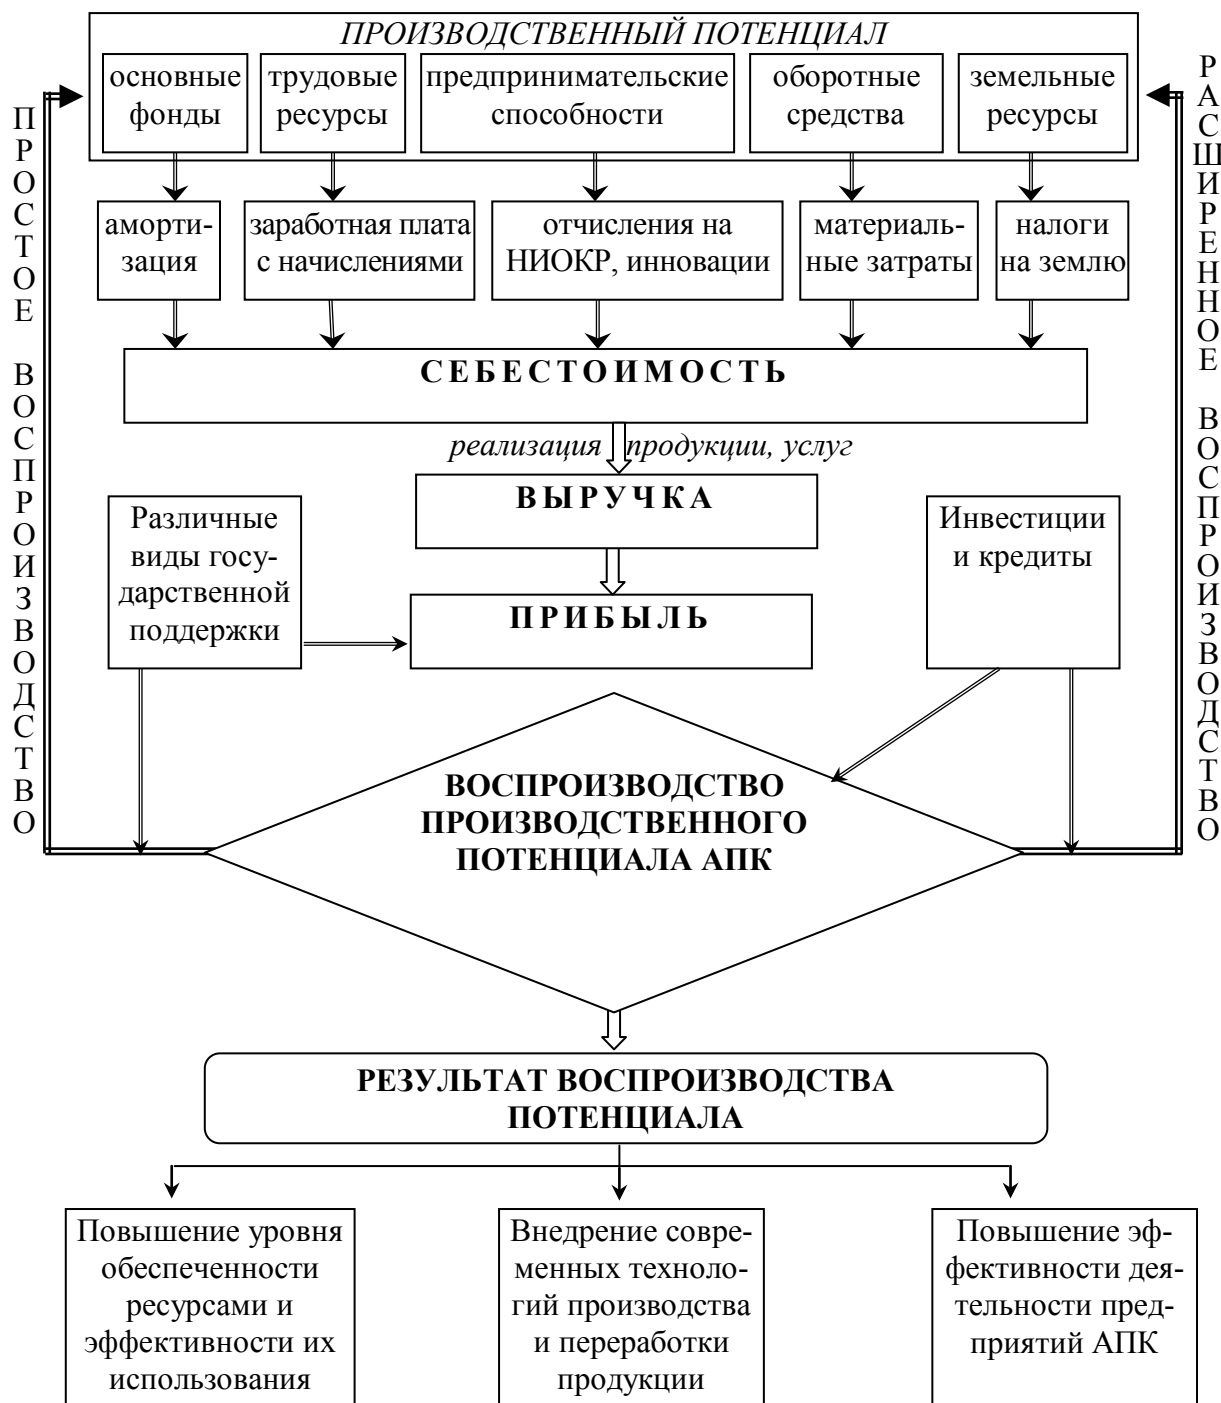 ПРОИЗВОДСТВЕННЫЙ ПОТЕНЦИАЛ
основные
фонды
трудовые
ресурсы
предпринимательские
способности
оборотные
средства
земельные
ресурсы
аморти-
зация
заработная плата
с начислениями
отчисления на
НИОКР, инновации
материаль-
ные затраты
налоги
на землю
СЕБЕСТОИМОСТЬ
реализация продукции, услуг
ВЫРУЧКА
ПРИБЫЛЬ
Различные
виды госу-
дарственной
поддержки
Инвестиции
и кредиты
ПРОСТОЕ ВОСПРОИЗВОДСТВО
РАСШИРЕННОЕ ВОСПРОИЗВОДСТВО
ВОСПРОИЗВОДСТВО
ПРОИЗВОДСТВЕННОГО
ПОТЕНЦИАЛА АПК
РЕЗУЛЬТАТ ВОСПРОИЗВОДСТВА
ПОТЕНЦИАЛА
Повышение уровня
обеспеченности
ресурсами и
эффективности их
использования
Внедрение совре-
менных техноло-
гий производства
и переработки
продукции
Повышение эф-
фективности дея-
тельности пред-
приятий АПК